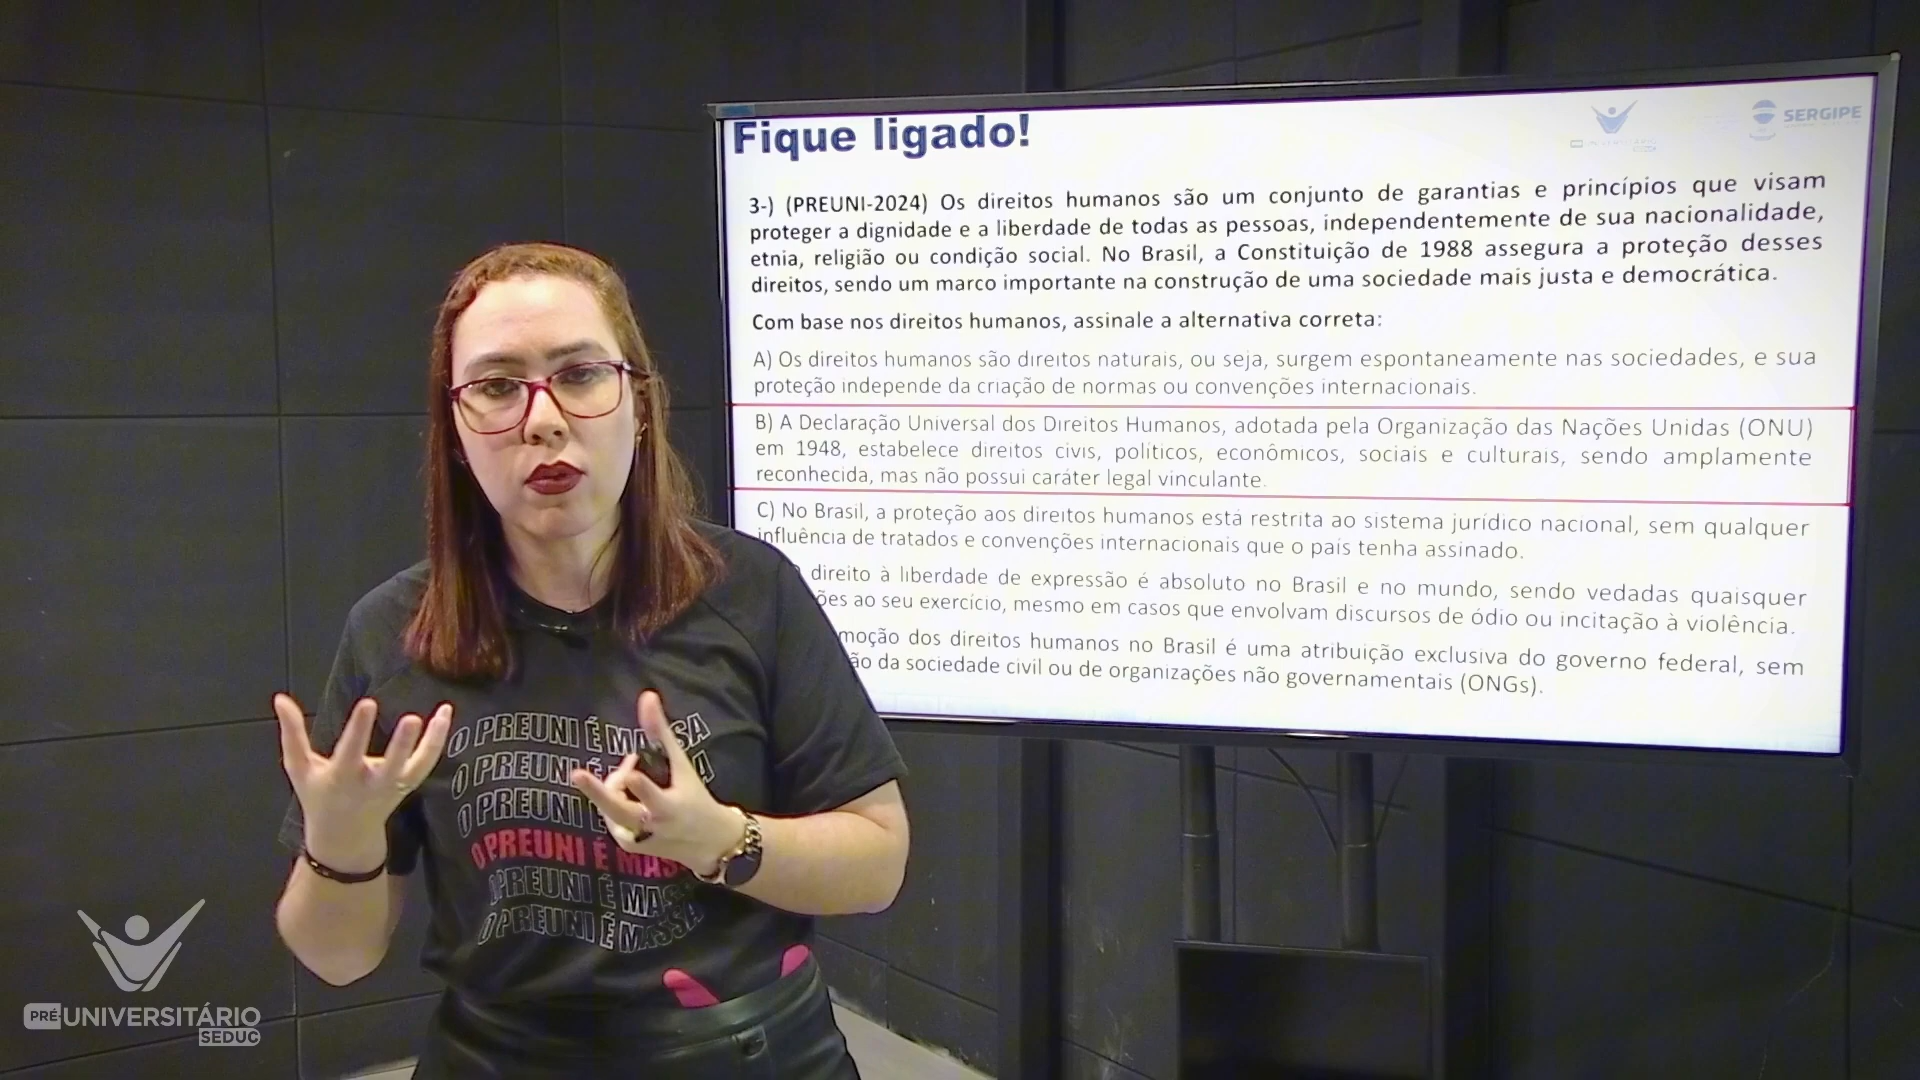 Fique ligado!
SERGIPE
3-) (PREUNI-2024) Os direitos humanos são um conjunto de garantias e princípios que visam
proteger a dignidade e a liberdade de todas as pessoas, independentemente de sua nacionalidade,
etnia, religião ou condição social. No Brasil, a Constituição de 1988 assegura a proteção desses
direitos, sendo um marco importante na construção de uma sociedade mais justa e democrática.
Com base nos direitos humanos, assinale a alternativa correta:
A) Os direitos humanos são direitos naturais, ou seja, surgem espontaneamente nas sociedades, e sua
proteção independe da criação de normas ou convenções internacionais.
B) A Declaração Universal dos Direitos Humanos, adotada pela Organização das Nações Unidas (ONU)
em 1948, estabelece direitos civis, políticos, econômicos, sociais e culturais, sendo amplamente
reconhecida, mas não possui caráter legal vinculante.
C) No Brasil, a proteção aos direitos humanos está restrita ao sistema jurídico nacional, sem qualquer
influência de tratados e convenções internacionais que o país tenha assinado.
direito à liberdade de expressão é absoluto no Brasil e no mundo, sendo vedadas quaisquer
ões ao seu exercício, mesmo em casos que envolvam discursos de ódio ou incitação à violência.
moção dos direitos humanos no Brasil é uma atribuição exclusiva do governo federal, sem
ão da sociedade civil ou de organizações não governamentais (ONGs).
O PREUNI É MASSA
O PREUNI É
O PREUNI É
O PREUNI É MAS
O PREUNI É MAS
O PREUNI É MASSA
PRÉ-UNIVERSITÁRIO
SEDUC